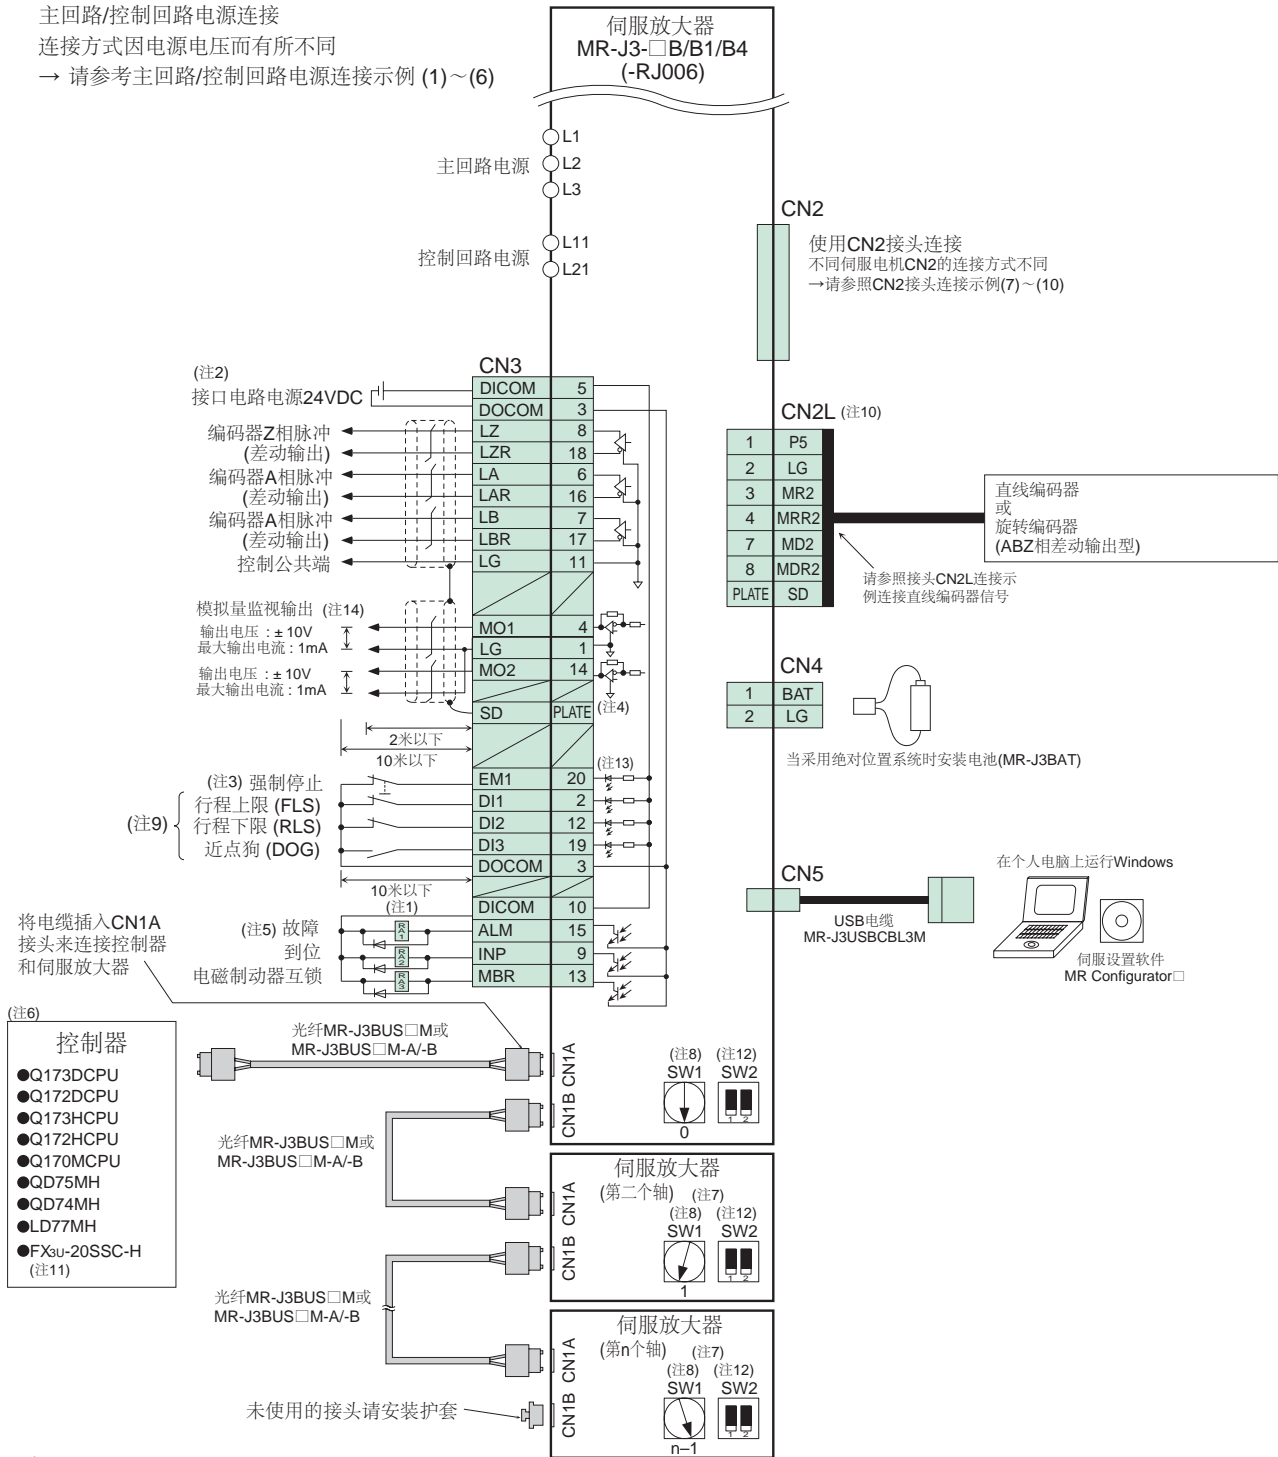 主回路/控制回路电源连接
连接方式因电源电压而有所不同
→ 请参考主回路/控制回路电源连接示例 (1)～(6)
伺服放大器
MR-J3-□B/B1/B4
(-RJ006)
L1
主回路电源 L2
L3
L11
控制回路电源
L21
CN2
使用CN2接头连接
不同伺服电机CN2的连接方式不同
→请参照CN2接头连接示例(7)～(10)
CN3
(注2)
接口电路电源24VDC
DICOM 5
DOCOM 3
编码器Z相脉冲 LZ 8
(差动输出) LZR 18
编码器A相脉冲 LA 6
(差动输出) LAR 16
编码器A相脉冲 LB 7
(差动输出) LBR 17
控制公共端 LG 11
模拟量监视输出 (注14)
输出电压 : ± 10V MO1 4
最大输出电流 : 1mA LG 1
输出电压 : ± 10V MO2 14
最大输出电流 : 1mA
SD PLATE (注4)
2米以下
10米以下
(注13)
(注3) 强制停止 EM1 20
行程上限 (FLS) DI1 2
(注9) 行程下限 (RLS) DI2 12
近点狗 (DOG) DI3 19
DOCOM 3
10米以下
(注1)
DICOM 10
(注5) 故障 RA1 ALM 15
到位 RA2 INP 9
电磁制动器互锁 RA3 MBR 13
CN2L (注10)
1 P5
2 LG
3 MR2
4 MRR2
7 MD2
8 MDR2
PLATE SD
直线编码器
或
旋转编码器
(ABZ相差动输出型)
请参照接头CN2L连接示
例连接直线编码器信号
CN4
1 BAT
2 LG
当采用绝对位置系统时安装电池(MR-J3BAT)
CN5
USB电缆
MR-J3USBCBL3M
在个人电脑上运行Windows
伺服设置软件
MR Configurator□
将电缆插入CN1A
接头来连接控制器
和伺服放大器
(注6)
控制器
●Q173DCPU
●Q172DCPU
●Q173HCPU
●Q172HCPU
●Q170MCPU
●QD75MH
●QD74MH
●LD77MH
●FX3U-20SSC-H
(注11)
光纤MR-J3BUS□M或
MR-J3BUS□M-A/-B
CN1A
CN1B
(注8) (注12)
SW1 SW2
1 2
0
光纤MR-J3BUS□M或
MR-J3BUS□M-A/-B
伺服放大器
(第二个轴) (注7)
CN1A
CN1B
(注8) (注12)
SW1 SW2
1 2
1
光纤MR-J3BUS□M或
MR-J3BUS□M-A/-B
伺服放大器
(第n个轴) (注7)
CN1A
CN1B
(注8) (注12)
SW1 SW2
1 2
n–1
未使用的接头请安装护套